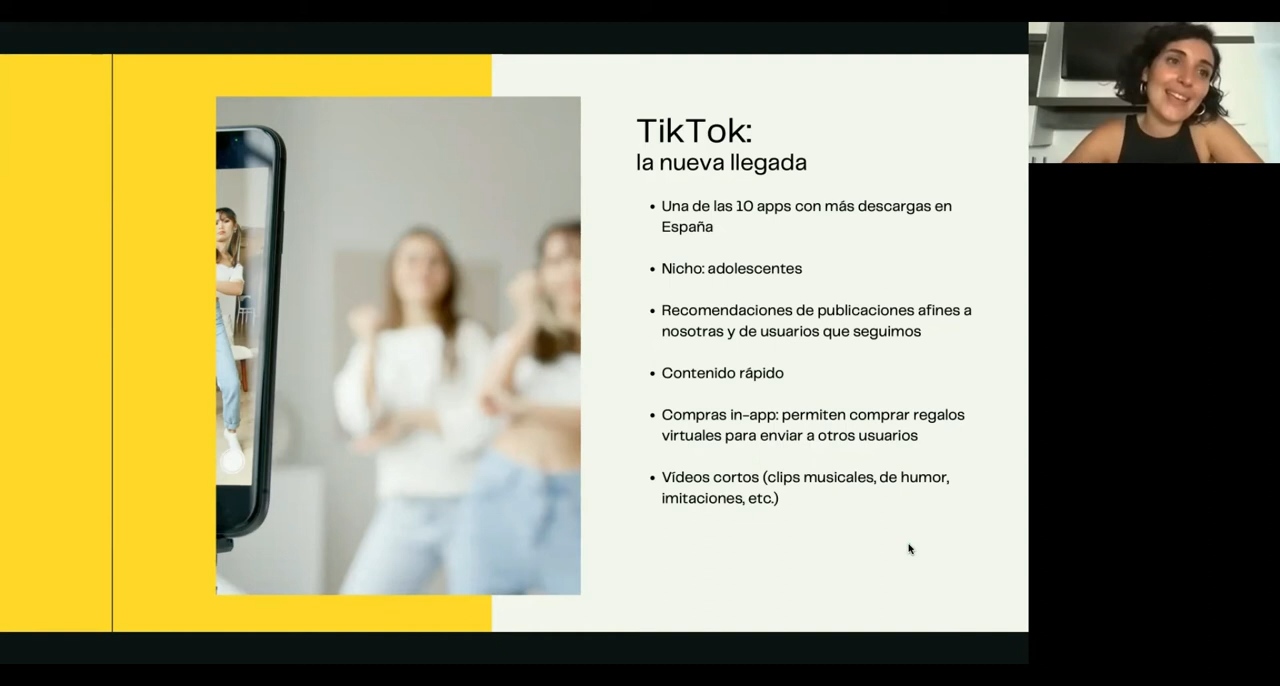 TikTok:
la nueva llegada
• Una de las 10 apps con más descargas en
España
• Nicho: adolescentes
• Recomendaciones de publicaciones afines a
nosotras y de usuarios que seguimos
• Contenido rápido
• Compras in-app: permiten comprar regalos
virtuales para enviar a otros usuarios
• Vídeos cortos (clips musicales, de humor,
imitaciones, etc.)